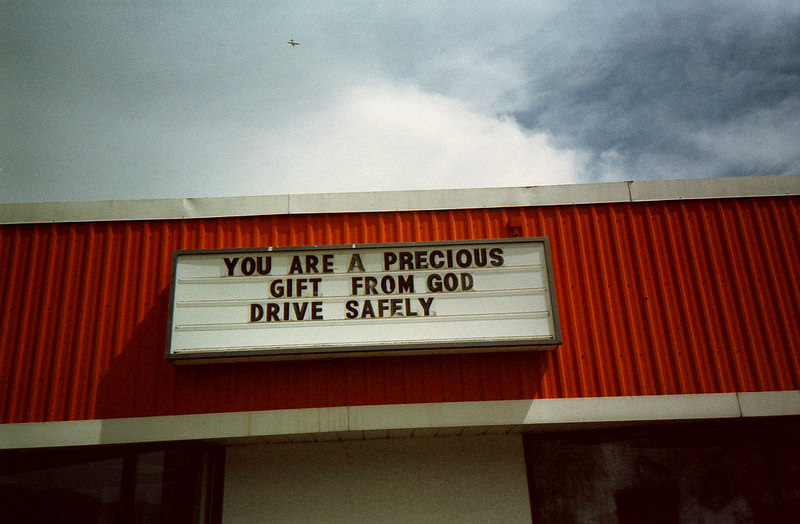 YOU ARE A PRECIOUS
GIFT FROM GOD
DRIVE SAFELY.